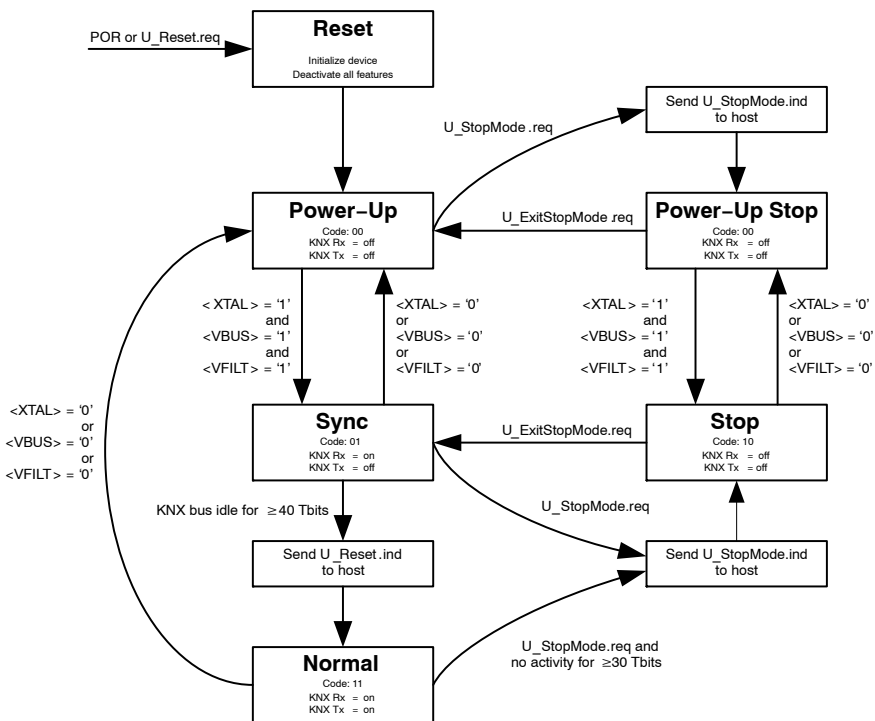 POR or U_Reset.req
Reset
Initialize device
Deactivate all features
Send U_StopMode.ind
to host
U_StopMode.req
Power−Up
Code: 00
KNX Rx = off
KNX Tx = off
U_ExitStopMode.req
Power−Up Stop
Code: 00
KNX Rx = off
KNX Tx = off
<XTAL> = ‘1’
and
<VBUS> = ‘1’
and
<VFILT> = ‘1’
<XTAL> = ‘0’
or
<VBUS> = ‘0’
or
<VFILT> = ‘0’
<XTAL> = ‘1’
and
<VBUS> = ‘1’
and
<VFILT> = ‘1’
<XTAL> = ‘0’
or
<VBUS> = ‘0’
or
<VFILT> = ‘0’
<XTAL> = ‘0’
or
<VBUS> = ‘0’
or
<VFILT> = ‘0’
Sync
Code: 01
KNX Rx = on
KNX Tx = off
U_ExitStopMode.req
Stop
Code: 10
KNX Rx = off
KNX Tx = off
U_StopMode.req
KNX bus idle for ≥40 Tbits
Send U_Reset.ind
to host
Send U_StopMode.ind
to host
U_StopMode.req and
no activity for ≥30 Tbits
Normal
Code: 11
KNX Rx = on
KNX Tx = on